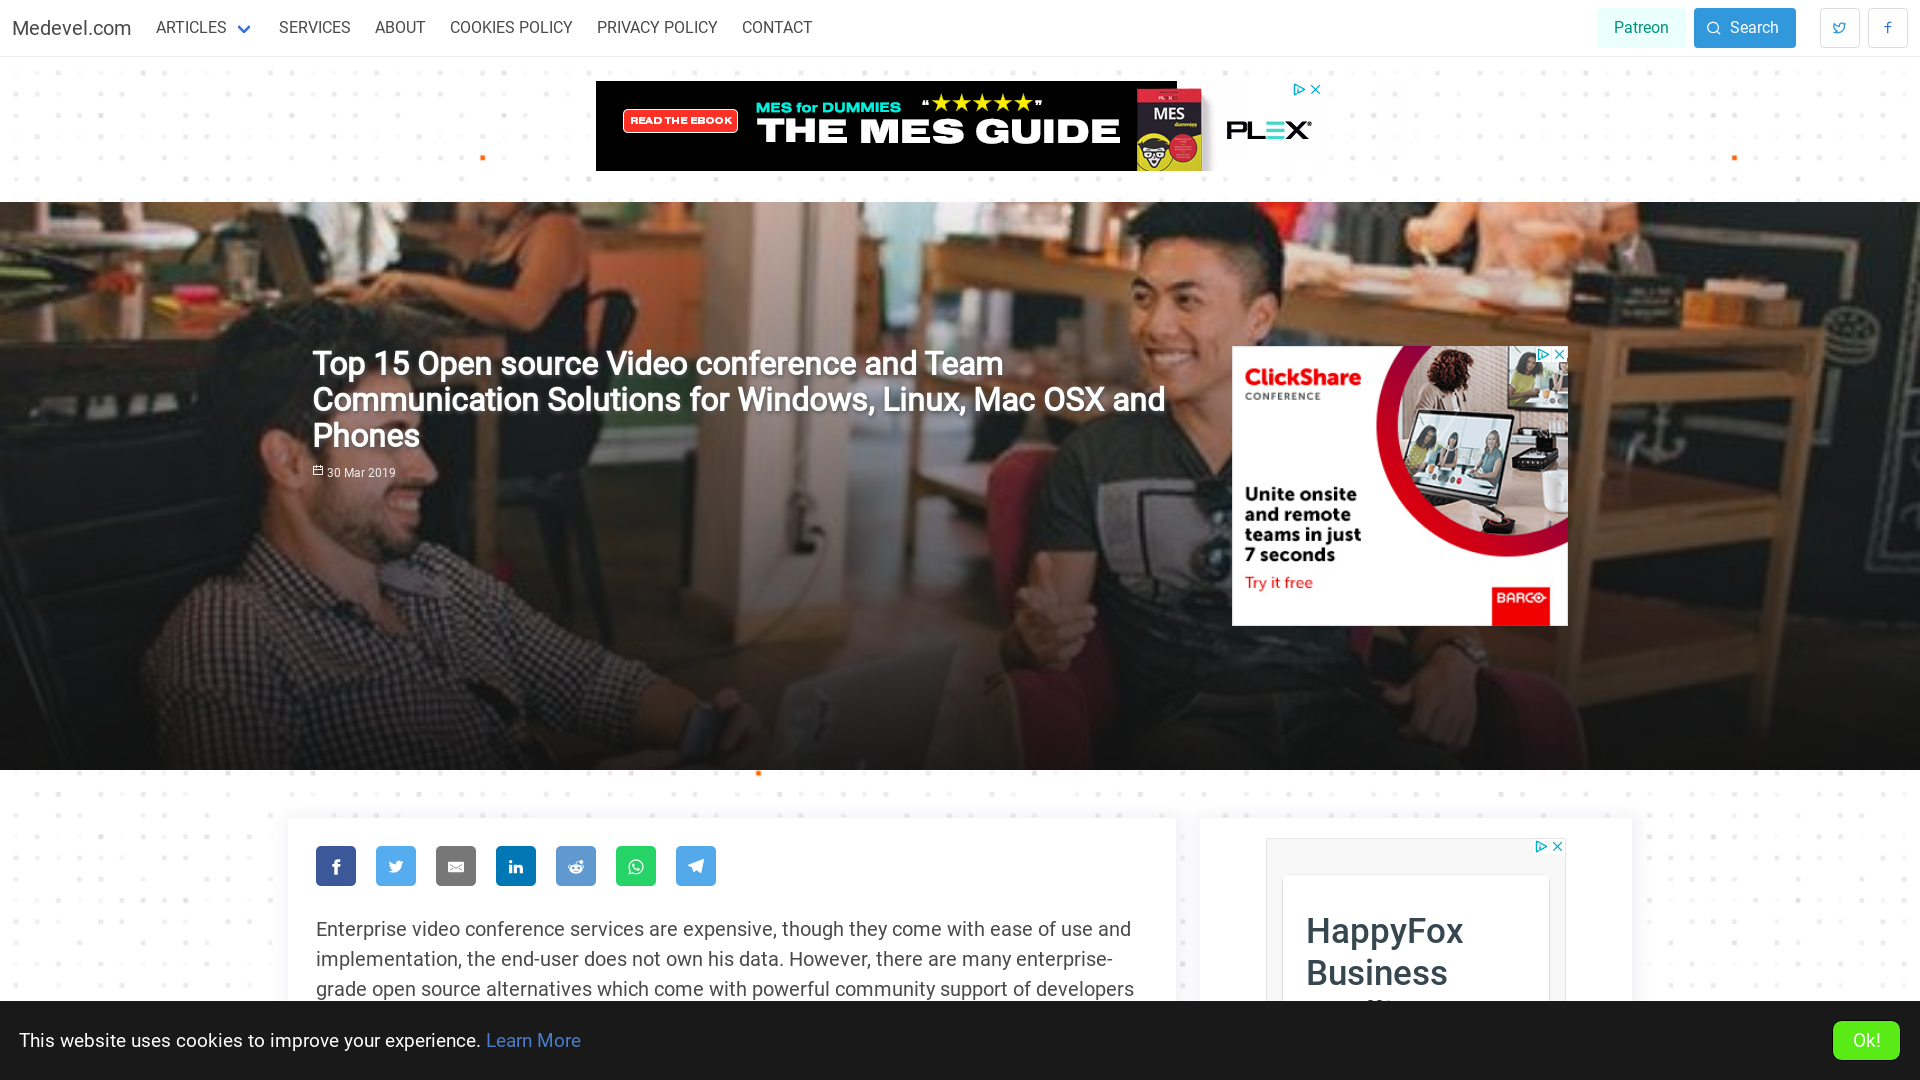 Medevel.com
ARTICLES
SERVICES
ABOUT
COOKIES POLICY
PRIVACY POLICY
CONTACT
Patreon
Search
READ THE EBOOK
MES for DUMMIES
“★★★★★”
THE MES GUIDE
PLEX
MES
dummies
PLEX
Top 15 Open source Video conference and Team
Communication Solutions for Windows, Linux, Mac OSX and
Phones
30 Mar 2019
ClickShare
CONFERENCE
Unite onsite
and remote
teams in just
7 seconds
Try it free
BARCO
Enterprise video conference services are expensive, though they come with ease of use and
implementation, the end-user does not own his data. However, there are many enterprise-
grade open source alternatives which come with powerful community support of developers
HappyFox
Business
This website uses cookies to improve your experience. Learn More
Ok!